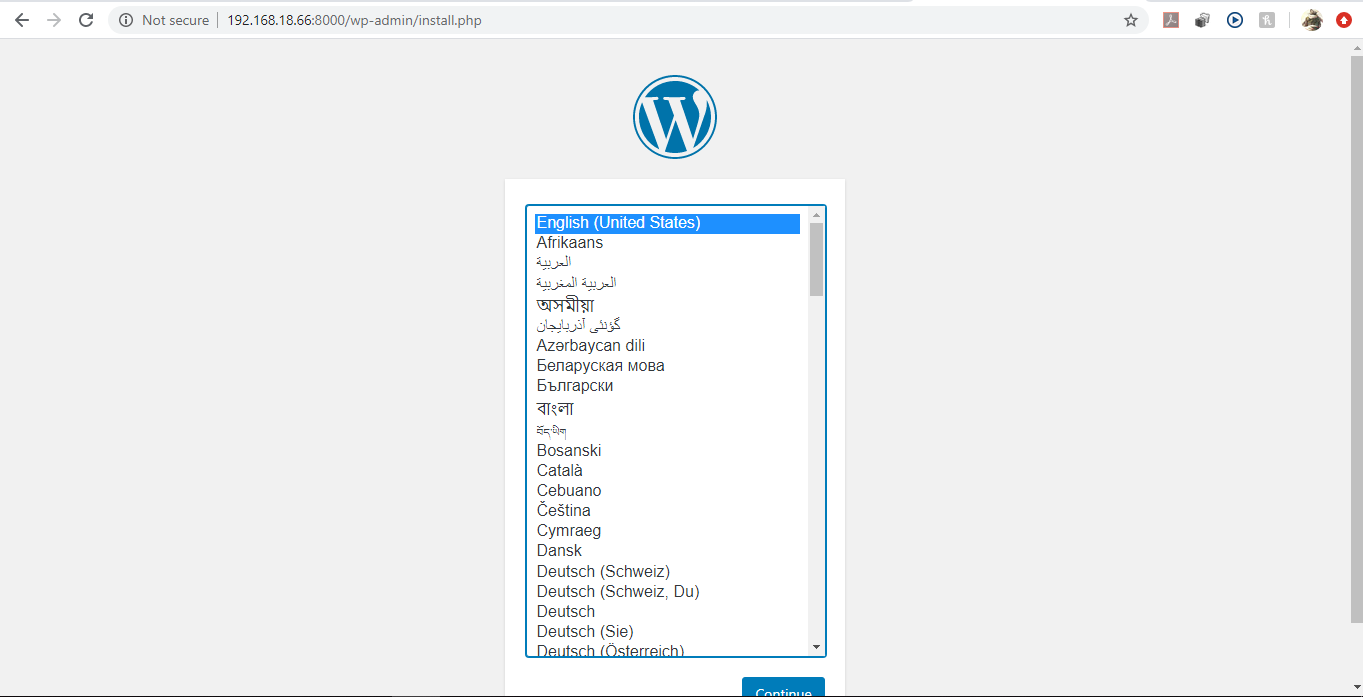 Not secure | 192.168.18.66:8000/wp-admin/install.php
English (United States)
Afrikaans
العربية
العربية المغربية
অসমীয়া
گؤنئی آذربایجان
Azərbaycan dili
Беларуская мова
Български
বাংলা
བོད་ཡིག
Bosanski
Català
Cebuano
Čeština
Cymraeg
Dansk
Deutsch (Schweiz)
Deutsch (Schweiz, Du)
Deutsch
Deutsch (Sie)
Deutsch (Österreich)
Continue